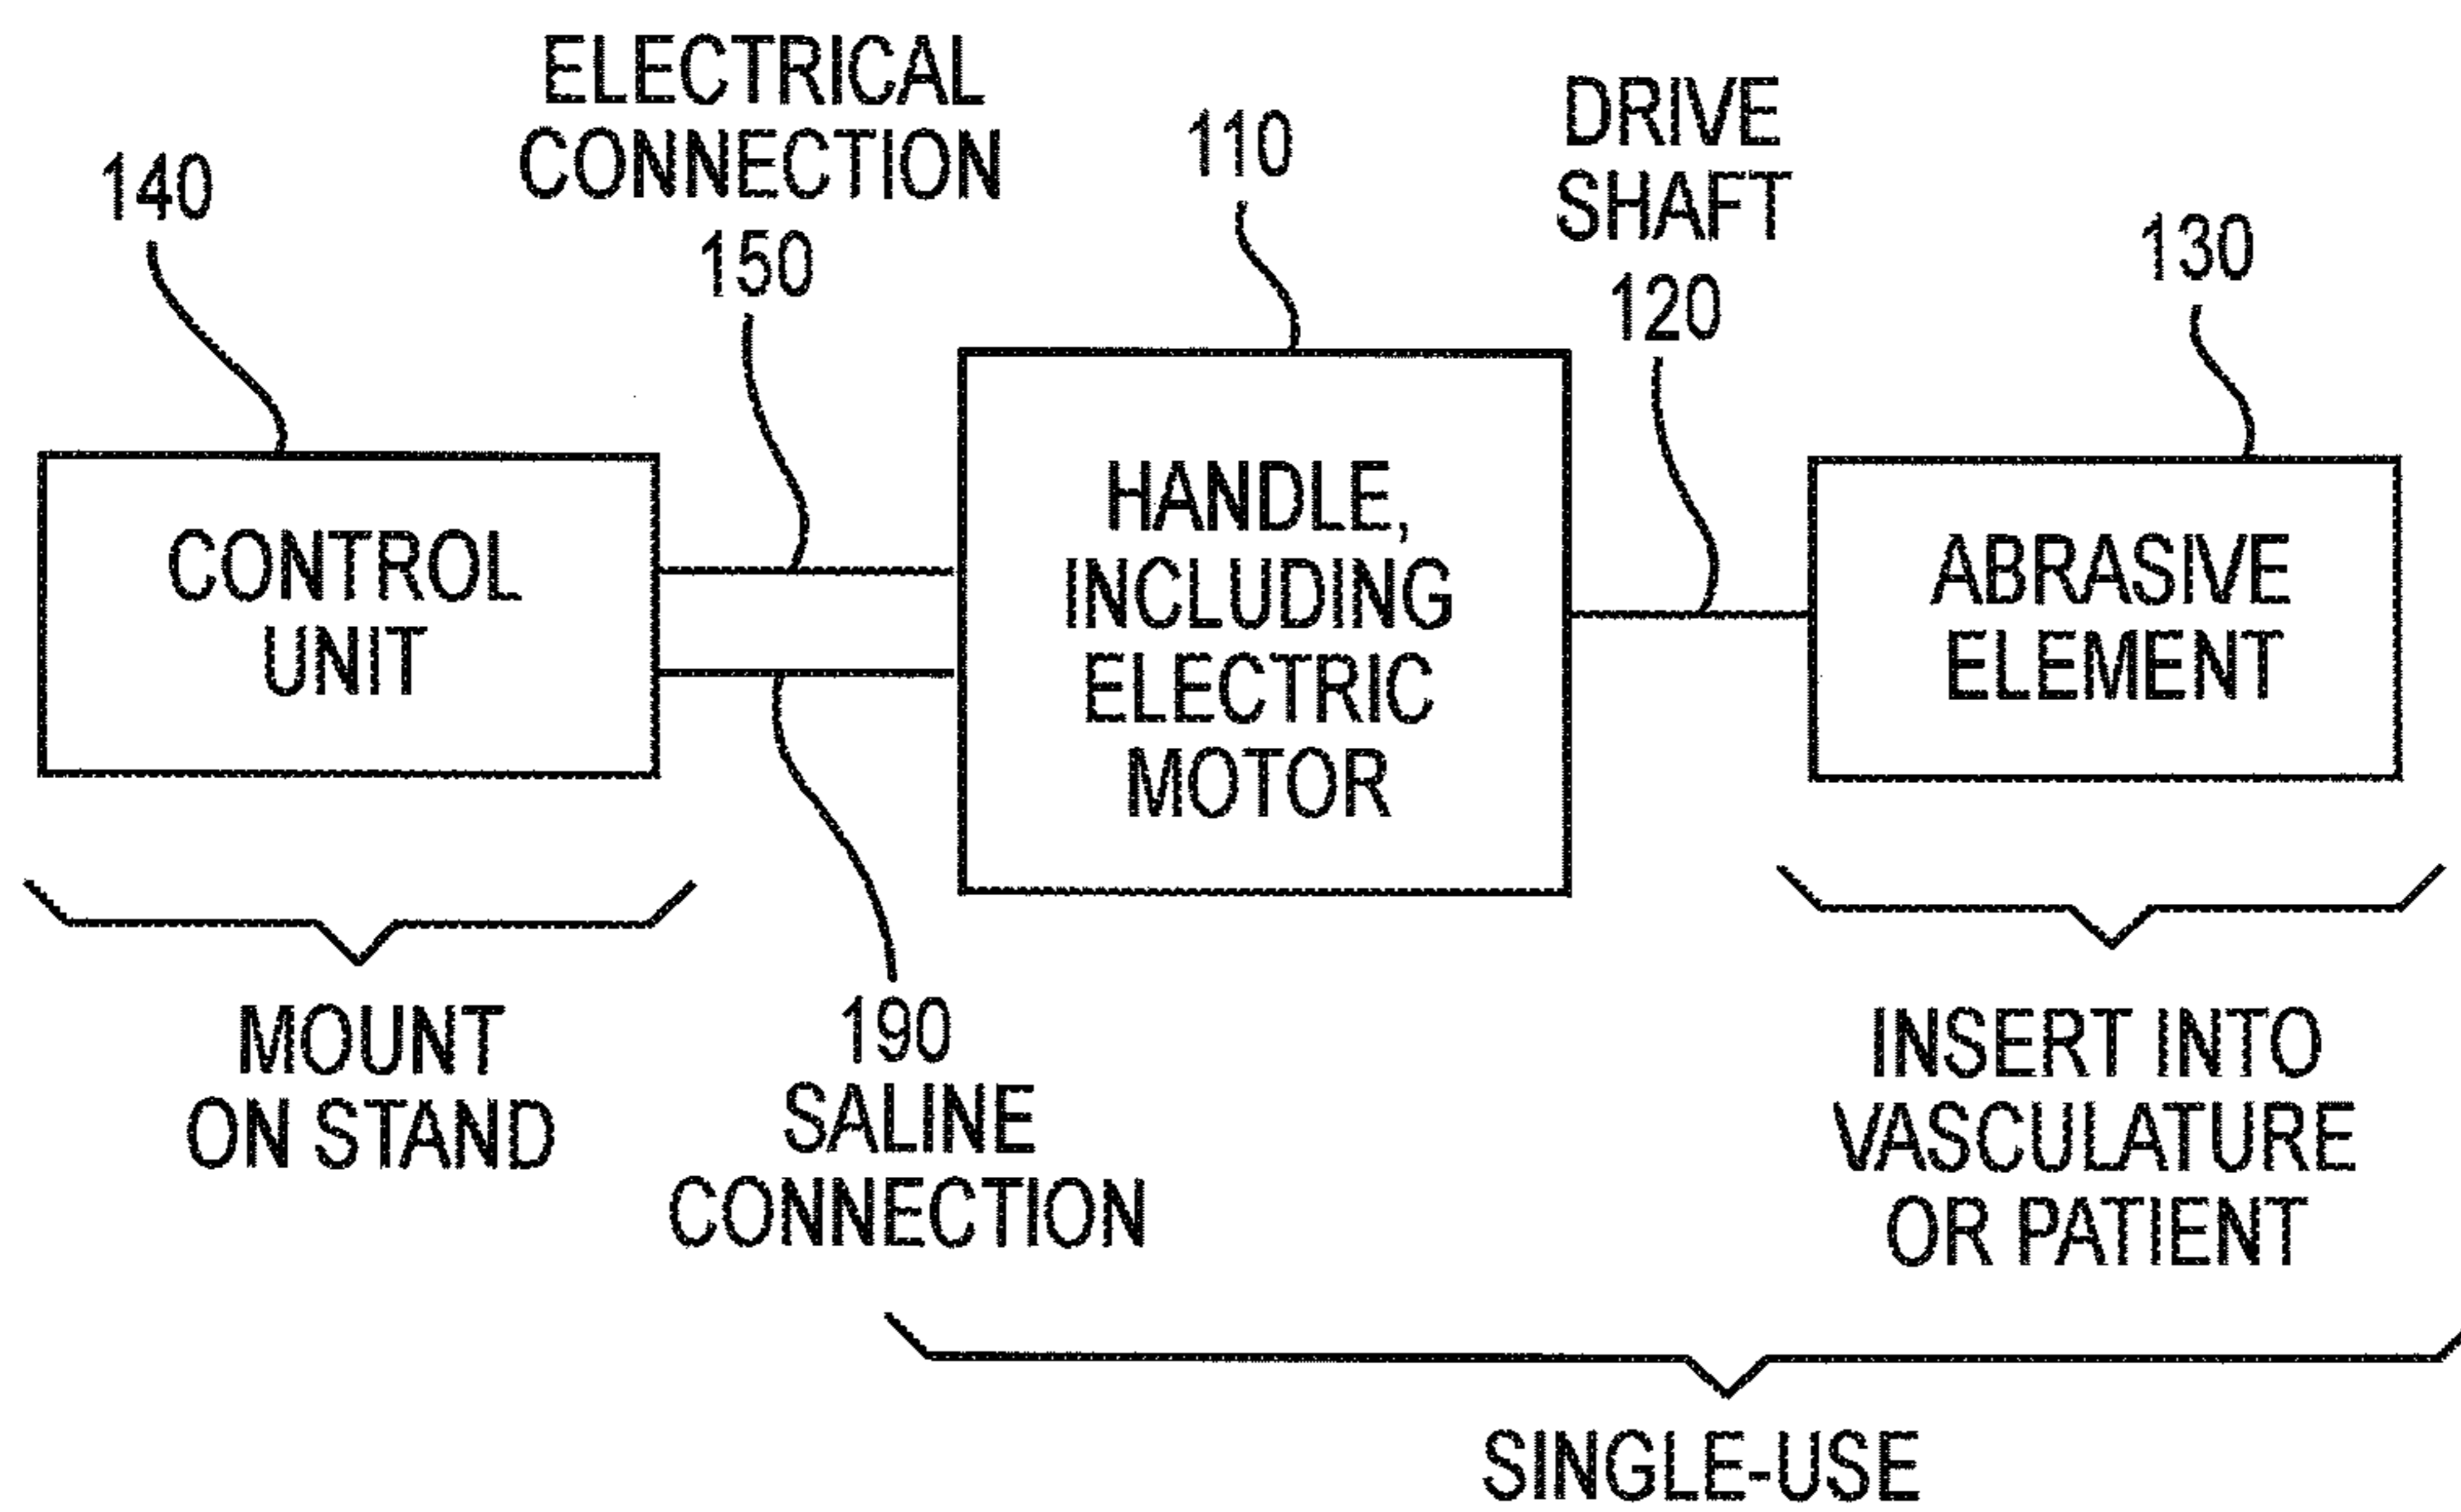 140
ELECTRICAL
CONNECTION
150
110
DRIVE
SHAFT
120
130
CONTROL
UNIT
HANDLE,
INCLUDING
ELECTRIC
MOTOR
ABRASIVE
ELEMENT
MOUNT
ON STAND
190
SALINE
CONNECTION
INSERT INTO
VASCULATURE
OR PATIENT
SINGLE-USE